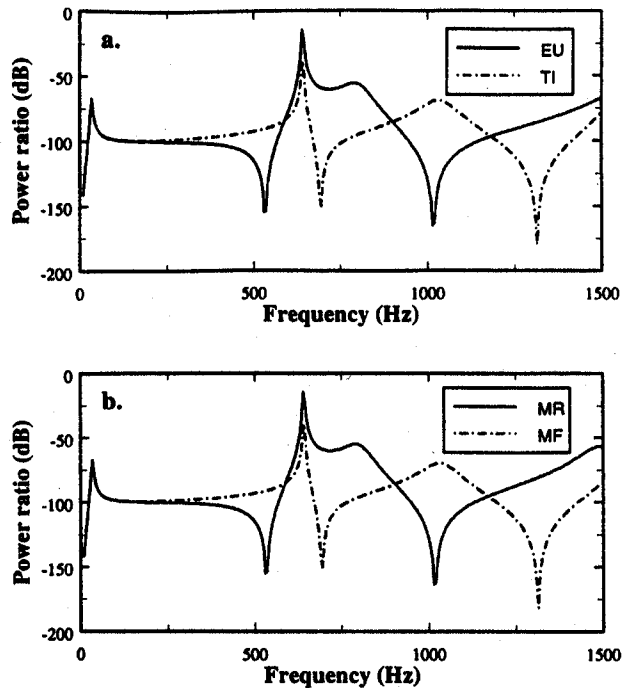 a.
EU
TI
Power ratio (dB)
0
-50
-100
-150
-200
0
500
1000
1500
Frequency (Hz)
b.
MR
MF
Power ratio (dB)
0
-50
-100
-150
-200
0
500
1000
1500
Frequency (Hz)